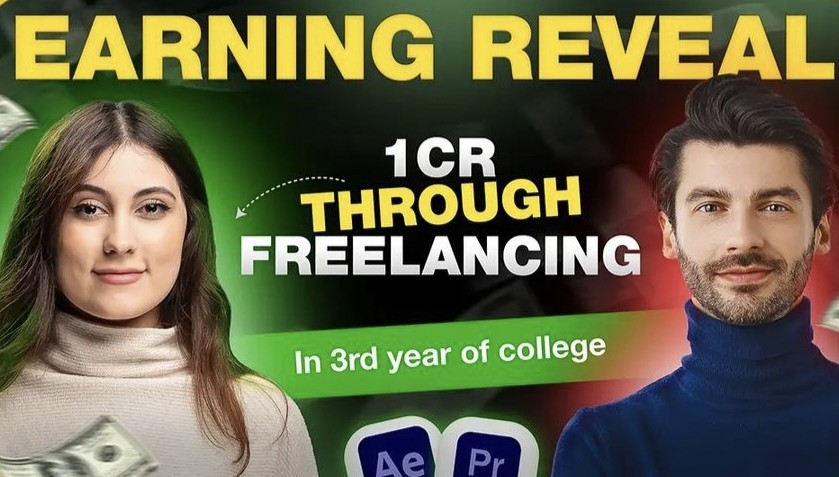 EARNING REVEAL
1CR
THROUGH
FREELANCING
In 3rd year of college
Ae Pr